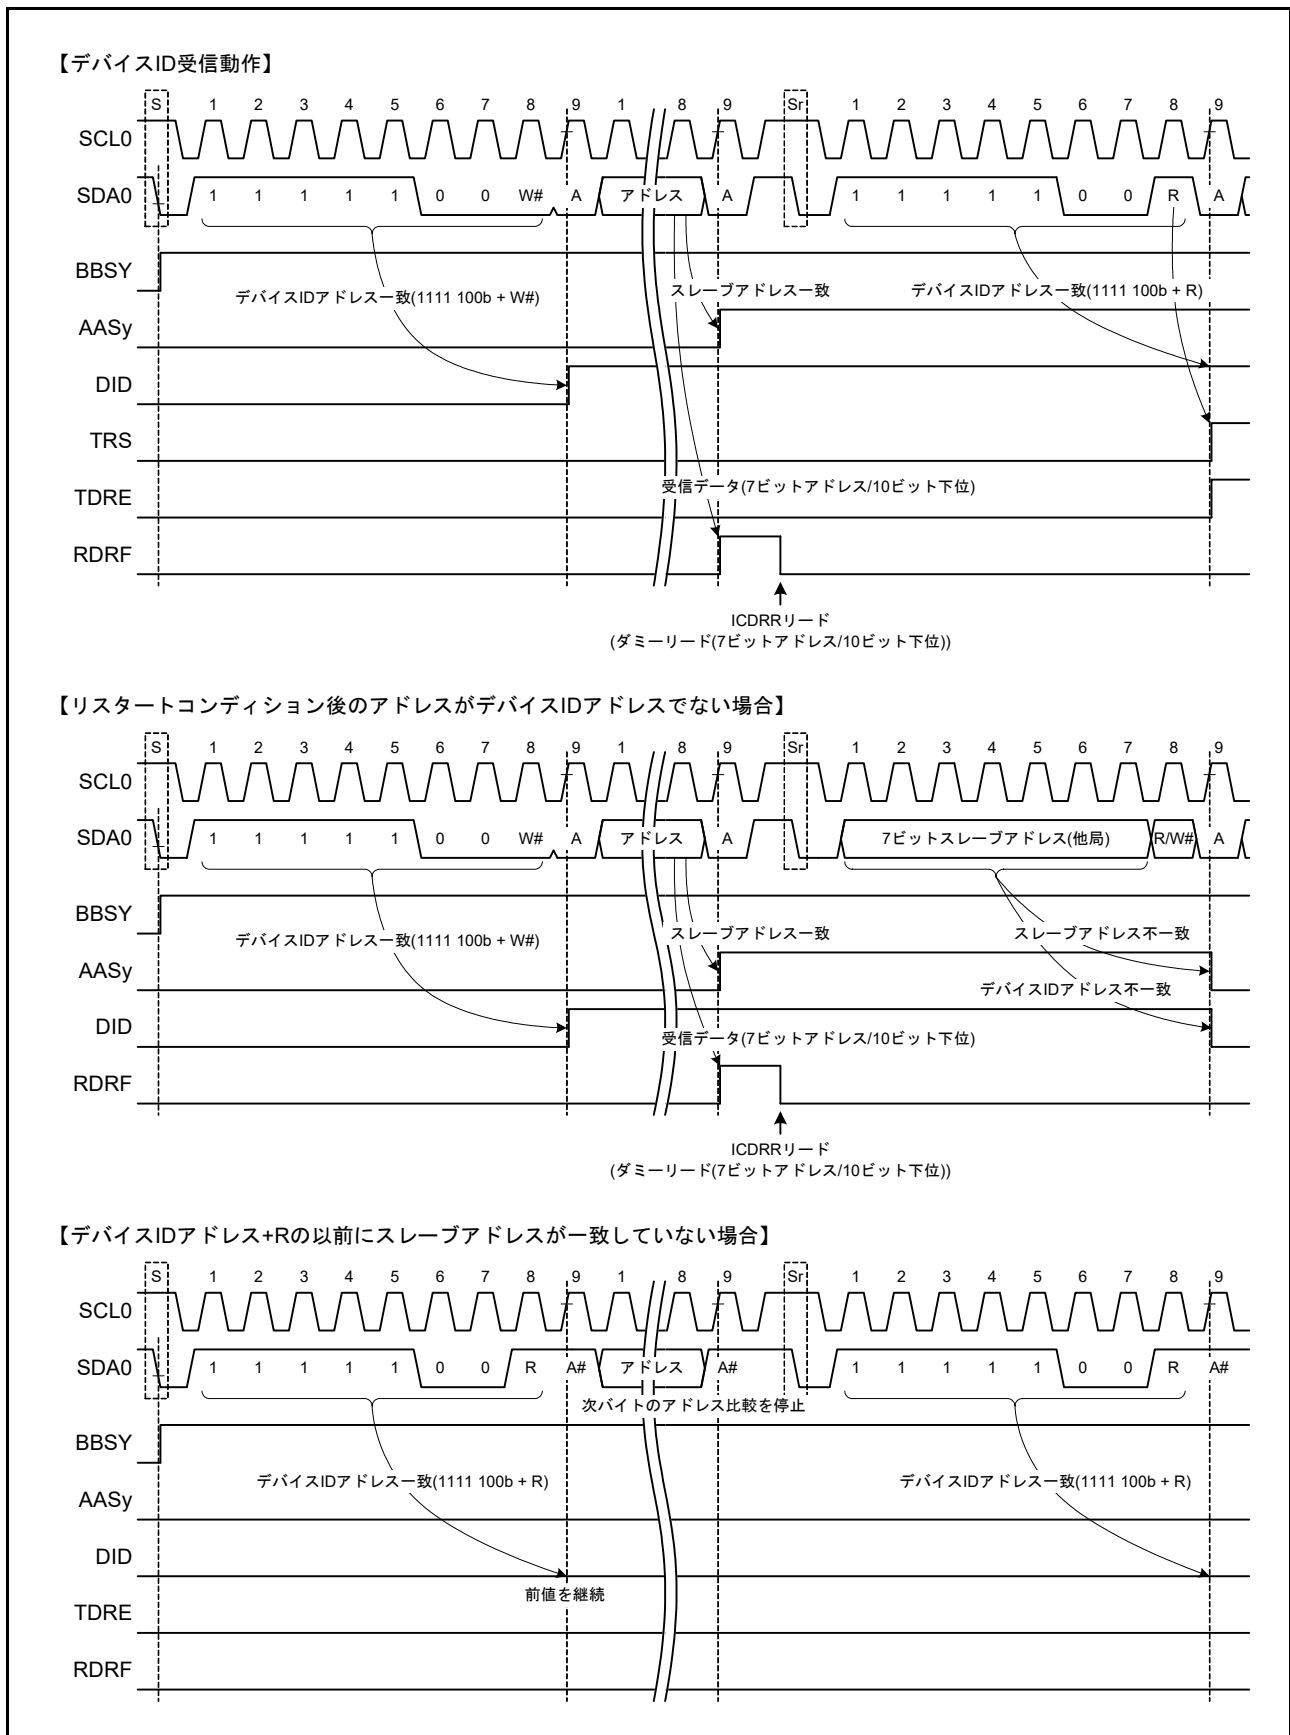 【デバイスID受信動作】
S 1 2 3 4 5 6 7 8 9 1 8 9 Sr 1 2 3 4 5 6 7 8 9
SCL0
SDA0 1 1 1 1 1 0 0 W# A アドレス A 1 1 1 1 1 0 0 R A
BBSY
デバイスIDアドレス一致(1111 100b + W#) スレーブアドレス一致 デバイスIDアドレス一致(1111 100b + R)
AASy
DID
TRS
受信データ(7ビットアドレス/10ビット下位)
TDRE
RDRF
ICDRRリード
(ダミーリード(7ビットアドレス/10ビット下位))
【リスタートコンディション後のアドレスがデバイスIDアドレスでない場合】
S 1 2 3 4 5 6 7 8 9 1 8 9 Sr 1 2 3 4 5 6 7 8 9
SCL0
SDA0 1 1 1 1 1 0 0 W# A アドレス A 7ビットスレーブアドレス(他局) R/W# A
BBSY
デバイスIDアドレス一致(1111 100b + W#) スレーブアドレス一致 スレーブアドレス不一致
AASy
デバイスIDアドレス不一致
DID
受信データ(7ビットアドレス/10ビット下位)
RDRF
ICDRRリード
(ダミーリード(7ビットアドレス/10ビット下位))
【デバイスIDアドレス+Rの以前にスレーブアドレスが一致していない場合】
S 1 2 3 4 5 6 7 8 9 1 8 9 Sr 1 2 3 4 5 6 7 8 9
SCL0
SDA0 1 1 1 1 1 0 0 R A# アドレス A# 1 1 1 1 1 0 0 R A#
次バイトのアドレス比較を停止
BBSY
デバイスIDアドレス一致(1111 100b + R) デバイスIDアドレス一致(1111 100b + R)
AASy
DID
前値を継続
TDRE
RDRF